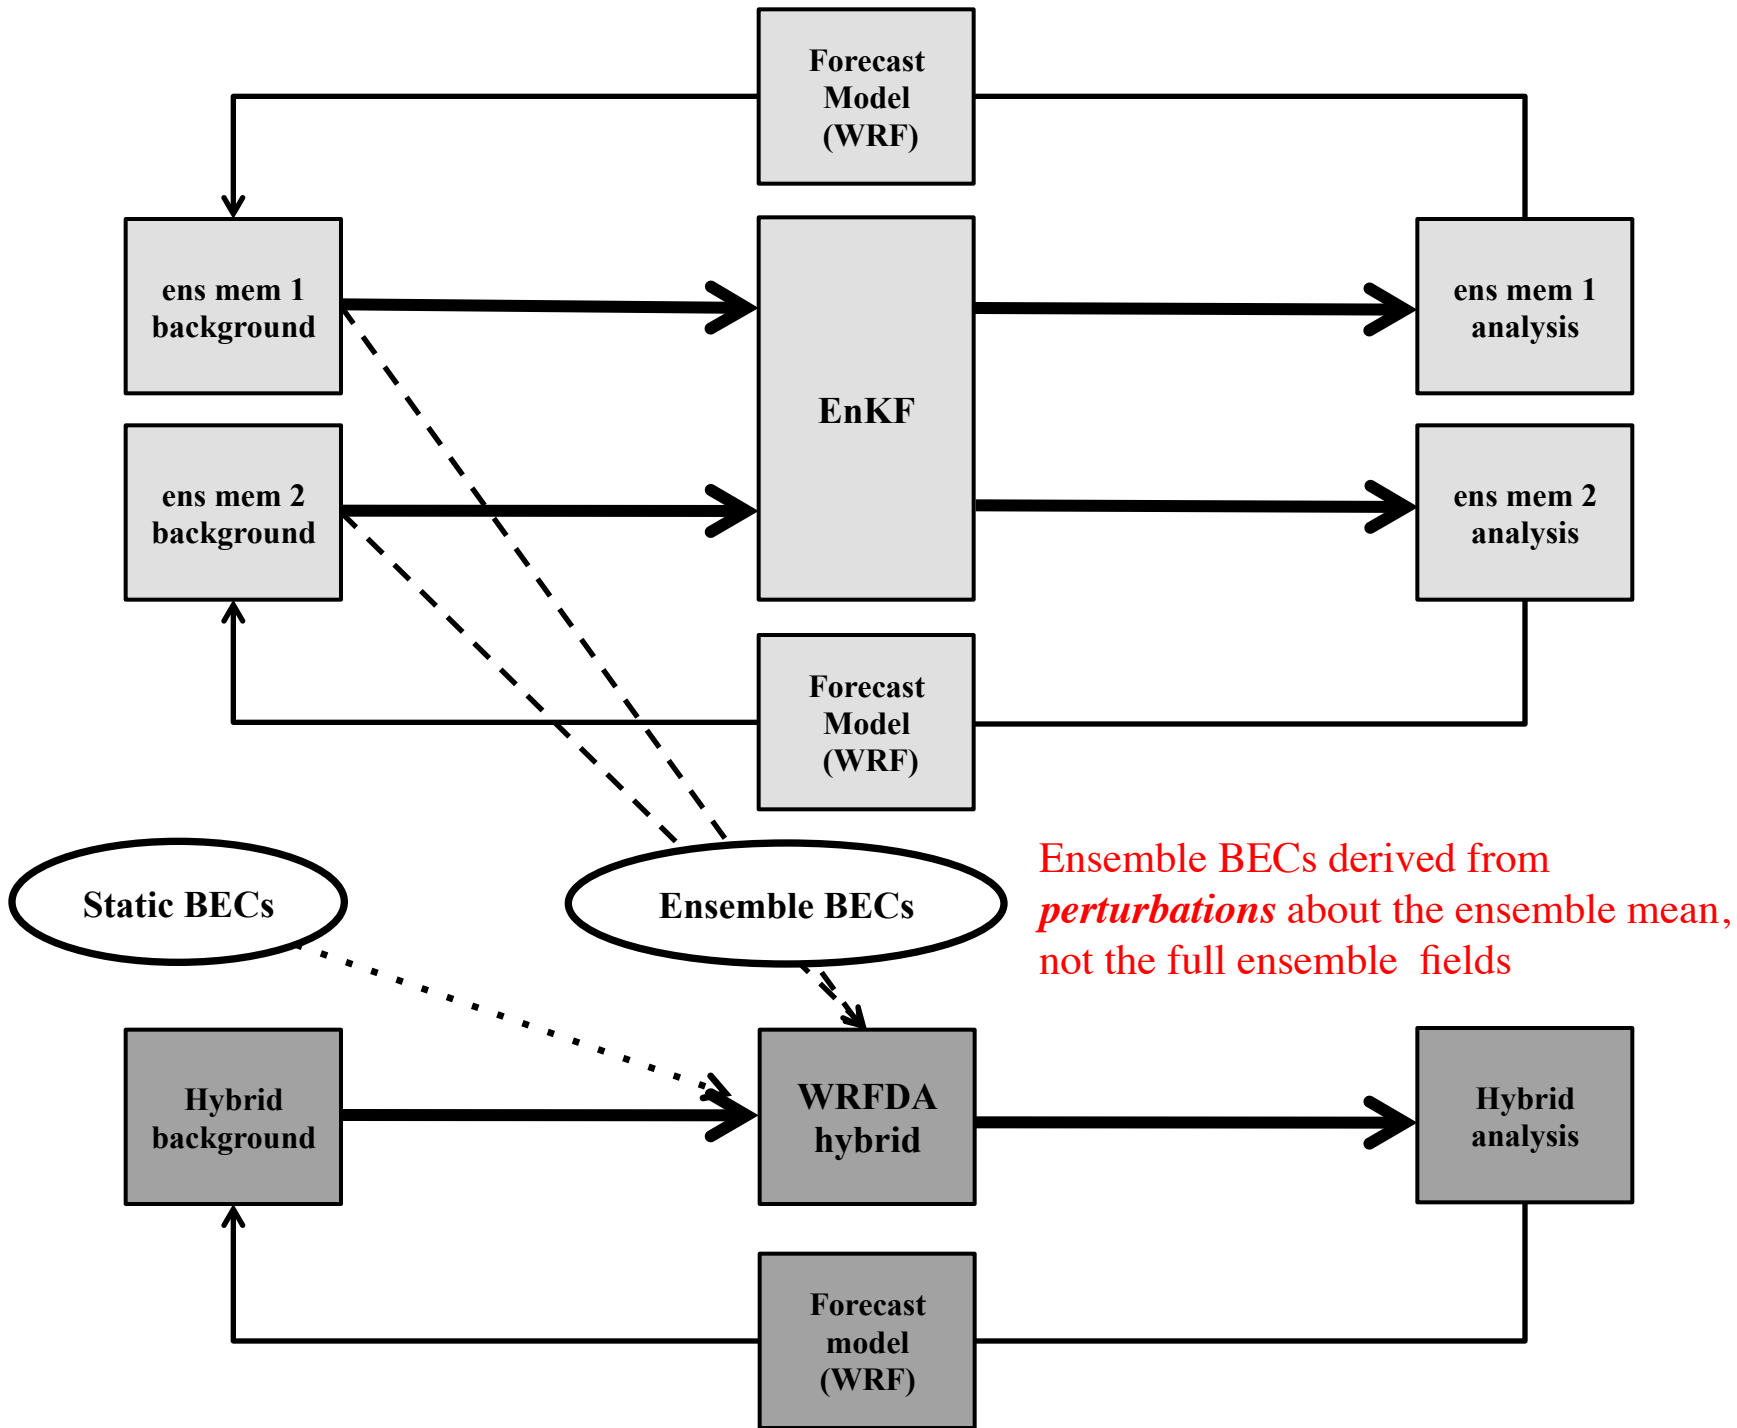 Forecast
Model
(WRF)
ens mem 1
background
EnKF
ens mem 1
analysis
ens mem 2
background
ens mem 2
analysis
Forecast
Model
(WRF)
Static BECs
Ensemble BECs
Ensemble BECs derived from
perturbations about the ensemble mean,
not the full ensemble fields
Hybrid
background
WRFDA
hybrid
Hybrid
analysis
Forecast
model
(WRF)